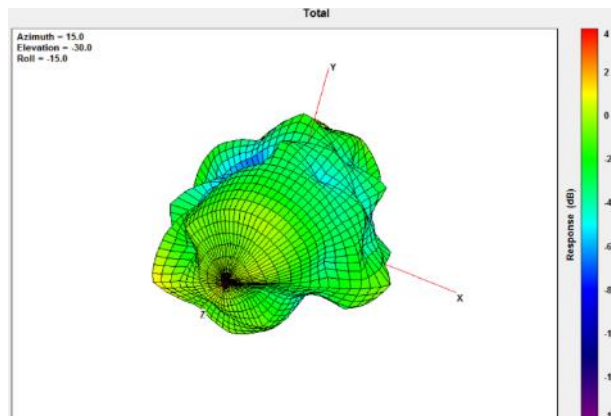 Total
Azimuth = 15.0
Elevation = -30.0
Roll = -15.0
Y
X
Z
4
2
0
-2
-4
-6
-8
Response (dB)